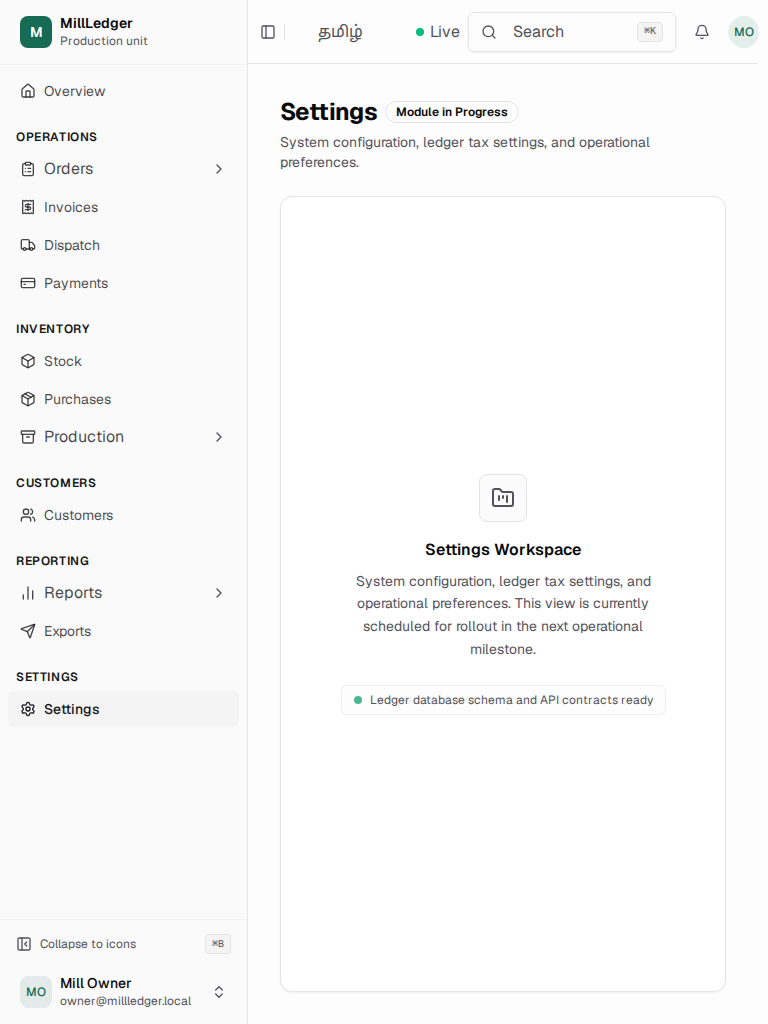 MillLedger
Production unit
Overview
OPERATIONS
Orders
Invoices
Dispatch
Payments
INVENTORY
Stock
Purchases
Production
CUSTOMERS
Customers
REPORTING
Reports
Exports
SETTINGS
Settings
Collapse to icons
⌘B
MO
Mill Owner
owner@millledger.local
M
தமிழ்
Live
Search
⌘K
MO
Settings
Module in Progress
System configuration, ledger tax settings, and operational
preferences.
Settings Workspace
System configuration, ledger tax settings, and
operational preferences. This view is currently
scheduled for rollout in the next operational
milestone.
Ledger database schema and API contracts ready